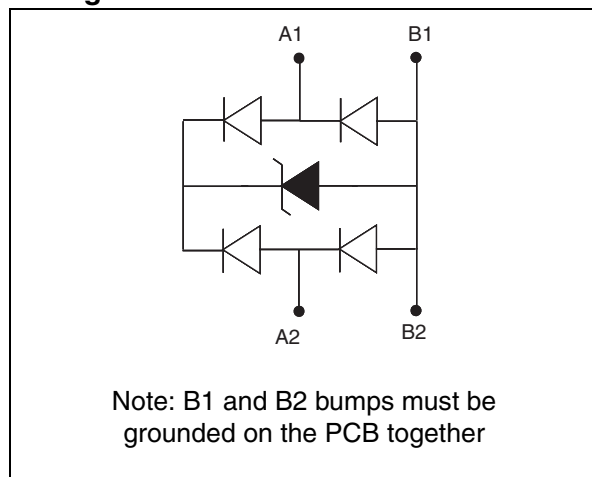 A1 B1
A2 B2
Note: B1 and B2 bumps must be
grounded on the PCB together